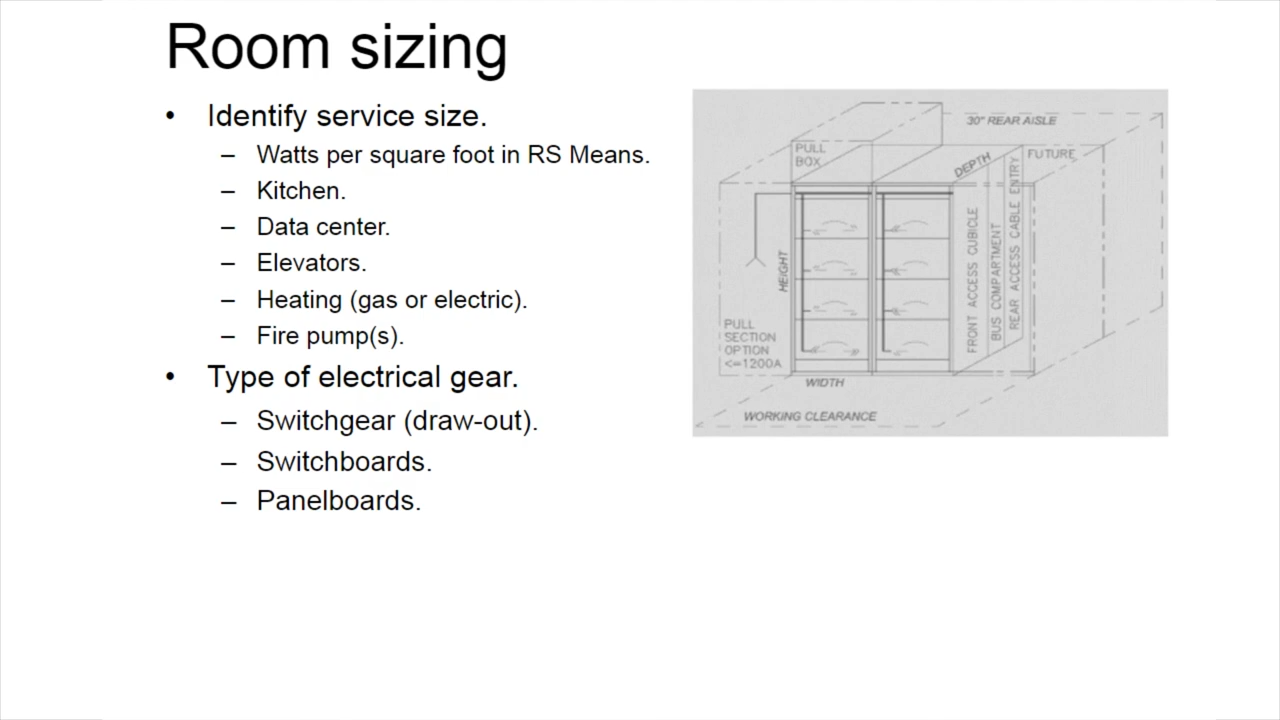 Room sizing
• Identify service size.
– Watts per square foot in RS Means.
– Kitchen.
– Data center.
– Elevators.
– Heating (gas or electric).
– Fire pump(s).
• Type of electrical gear.
– Switchgear (draw-out).
– Switchboards.
– Panelboards.
30" REAR AISLE
PULL
BOX
DEPTH
FUTURE
HEIGHT
FRONT ACCESS CUBICLE
BUS COMPARTMENT
REAR ACCESS CABLE ENTRY
PULL
SECTION
OPTION
<=1200A
WIDTH
WORKING CLEARANCE